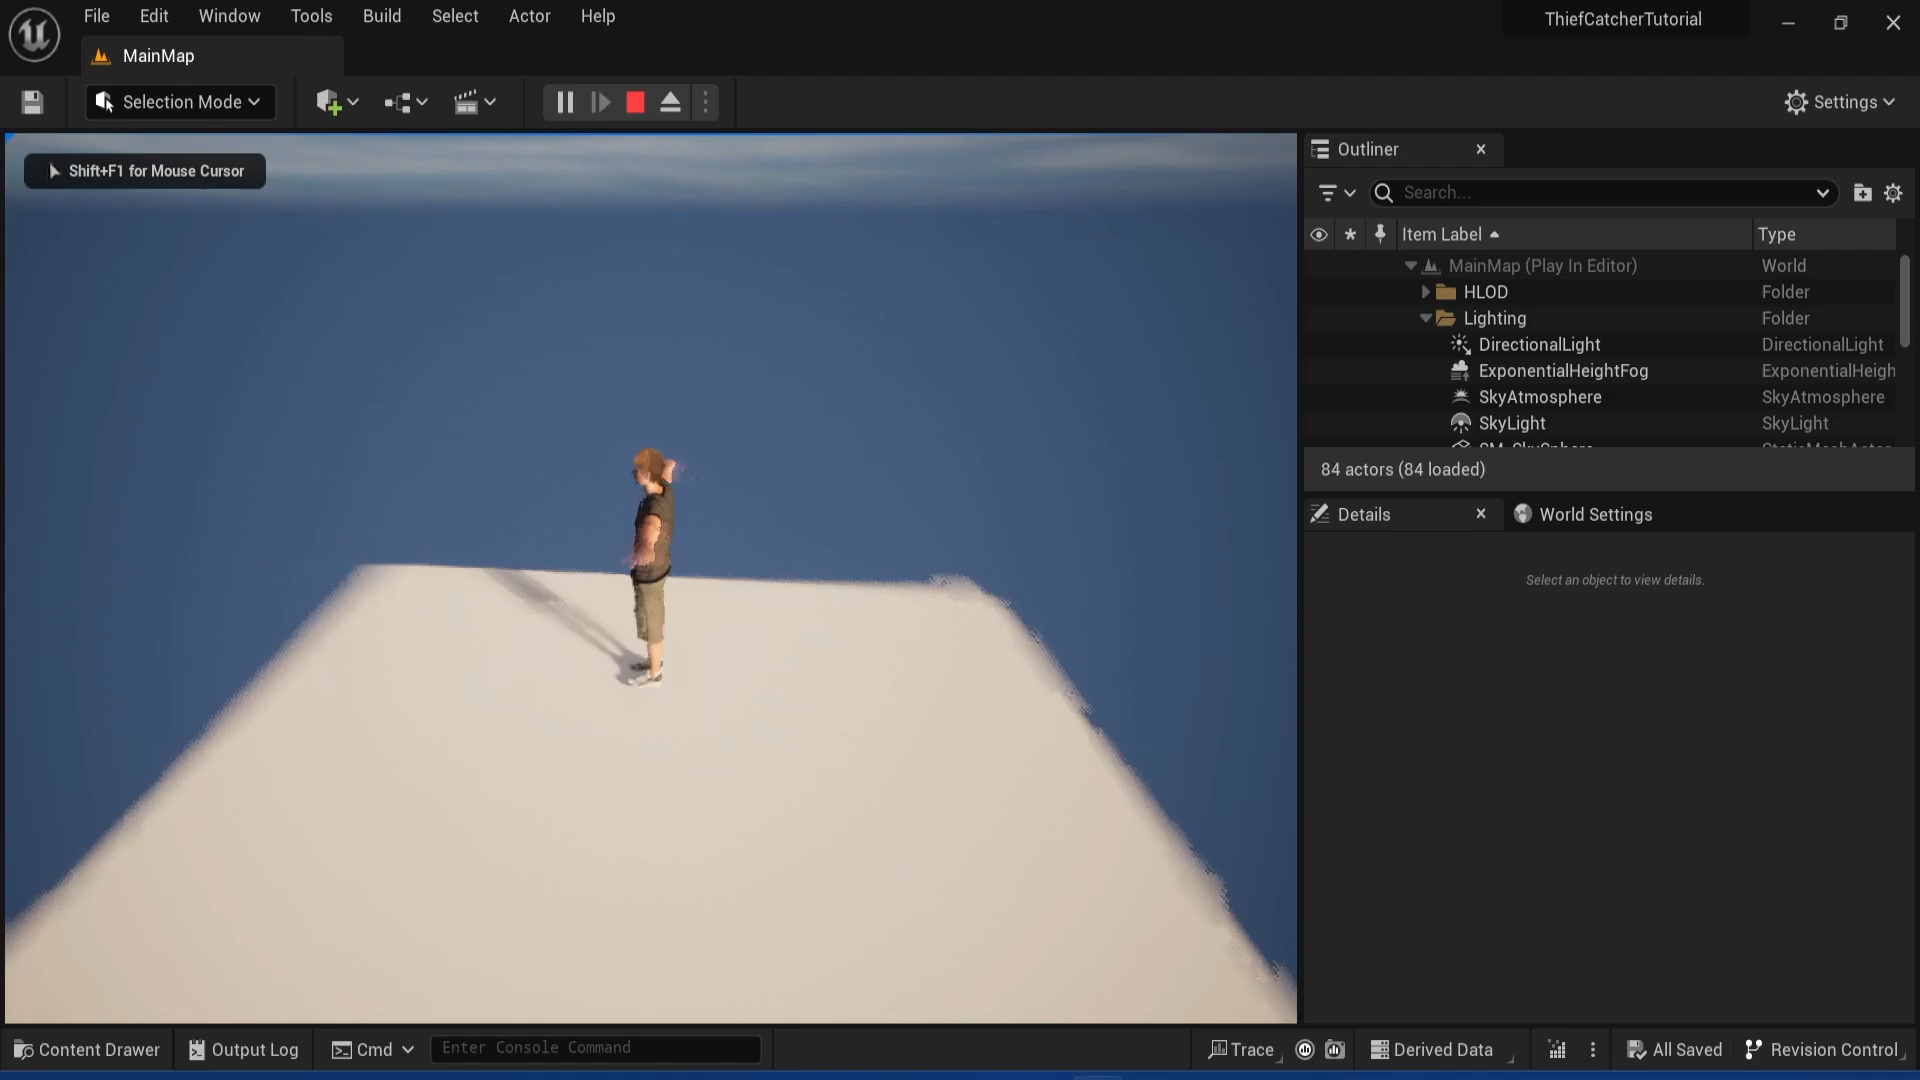 File Edit Window Tools Build Select Actor Help
ThiefCatcherTutorial
MainMap
Selection Mode
Settings
Shift+F1 for Mouse Cursor
Outliner
Search...
Item Label Type
MainMap (Play In Editor) World
HLOD Folder
Lighting Folder
DirectionalLight DirectionalLight
ExponentialHeightFog ExponentialHeigh
SkyAtmosphere SkyAtmosphere
SkyLight SkyLight
84 actors (84 loaded)
Details World Settings
Select an object to view details.
Content Drawer Output Log Cmd Enter Console Command Trace Derived Data All Saved Revision Control